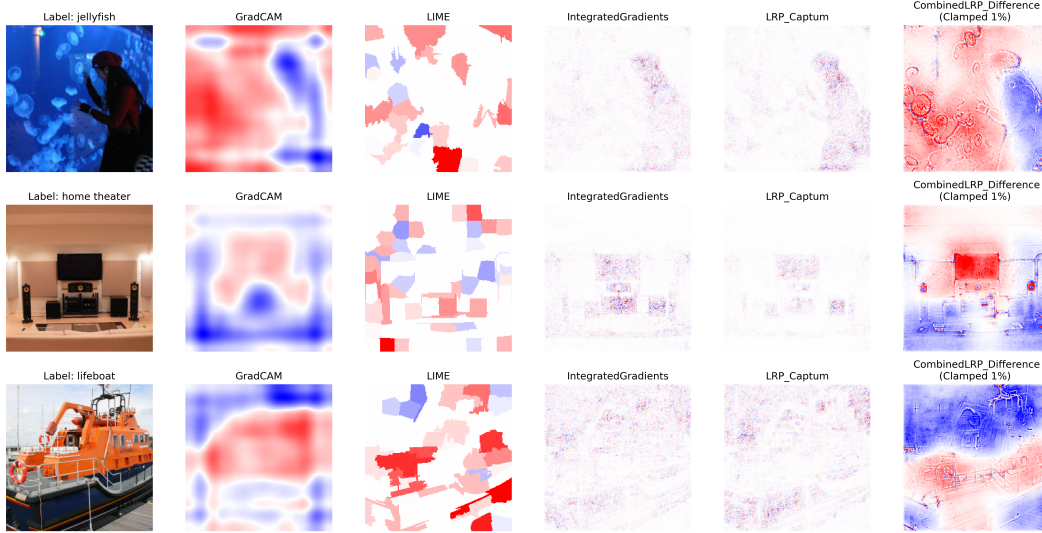 Label: jellyfish
GradCAM
LIME
IntegratedGradients
LRP_Captum
CombinedLRP_Difference
(Clamped 1%)
Label: home theater
GradCAM
LIME
IntegratedGradients
LRP_Captum
CombinedLRP_Difference
(Clamped 1%)
Label: lifeboat
GradCAM
LIME
IntegratedGradients
LRP_Captum
CombinedLRP_Difference
(Clamped 1%)